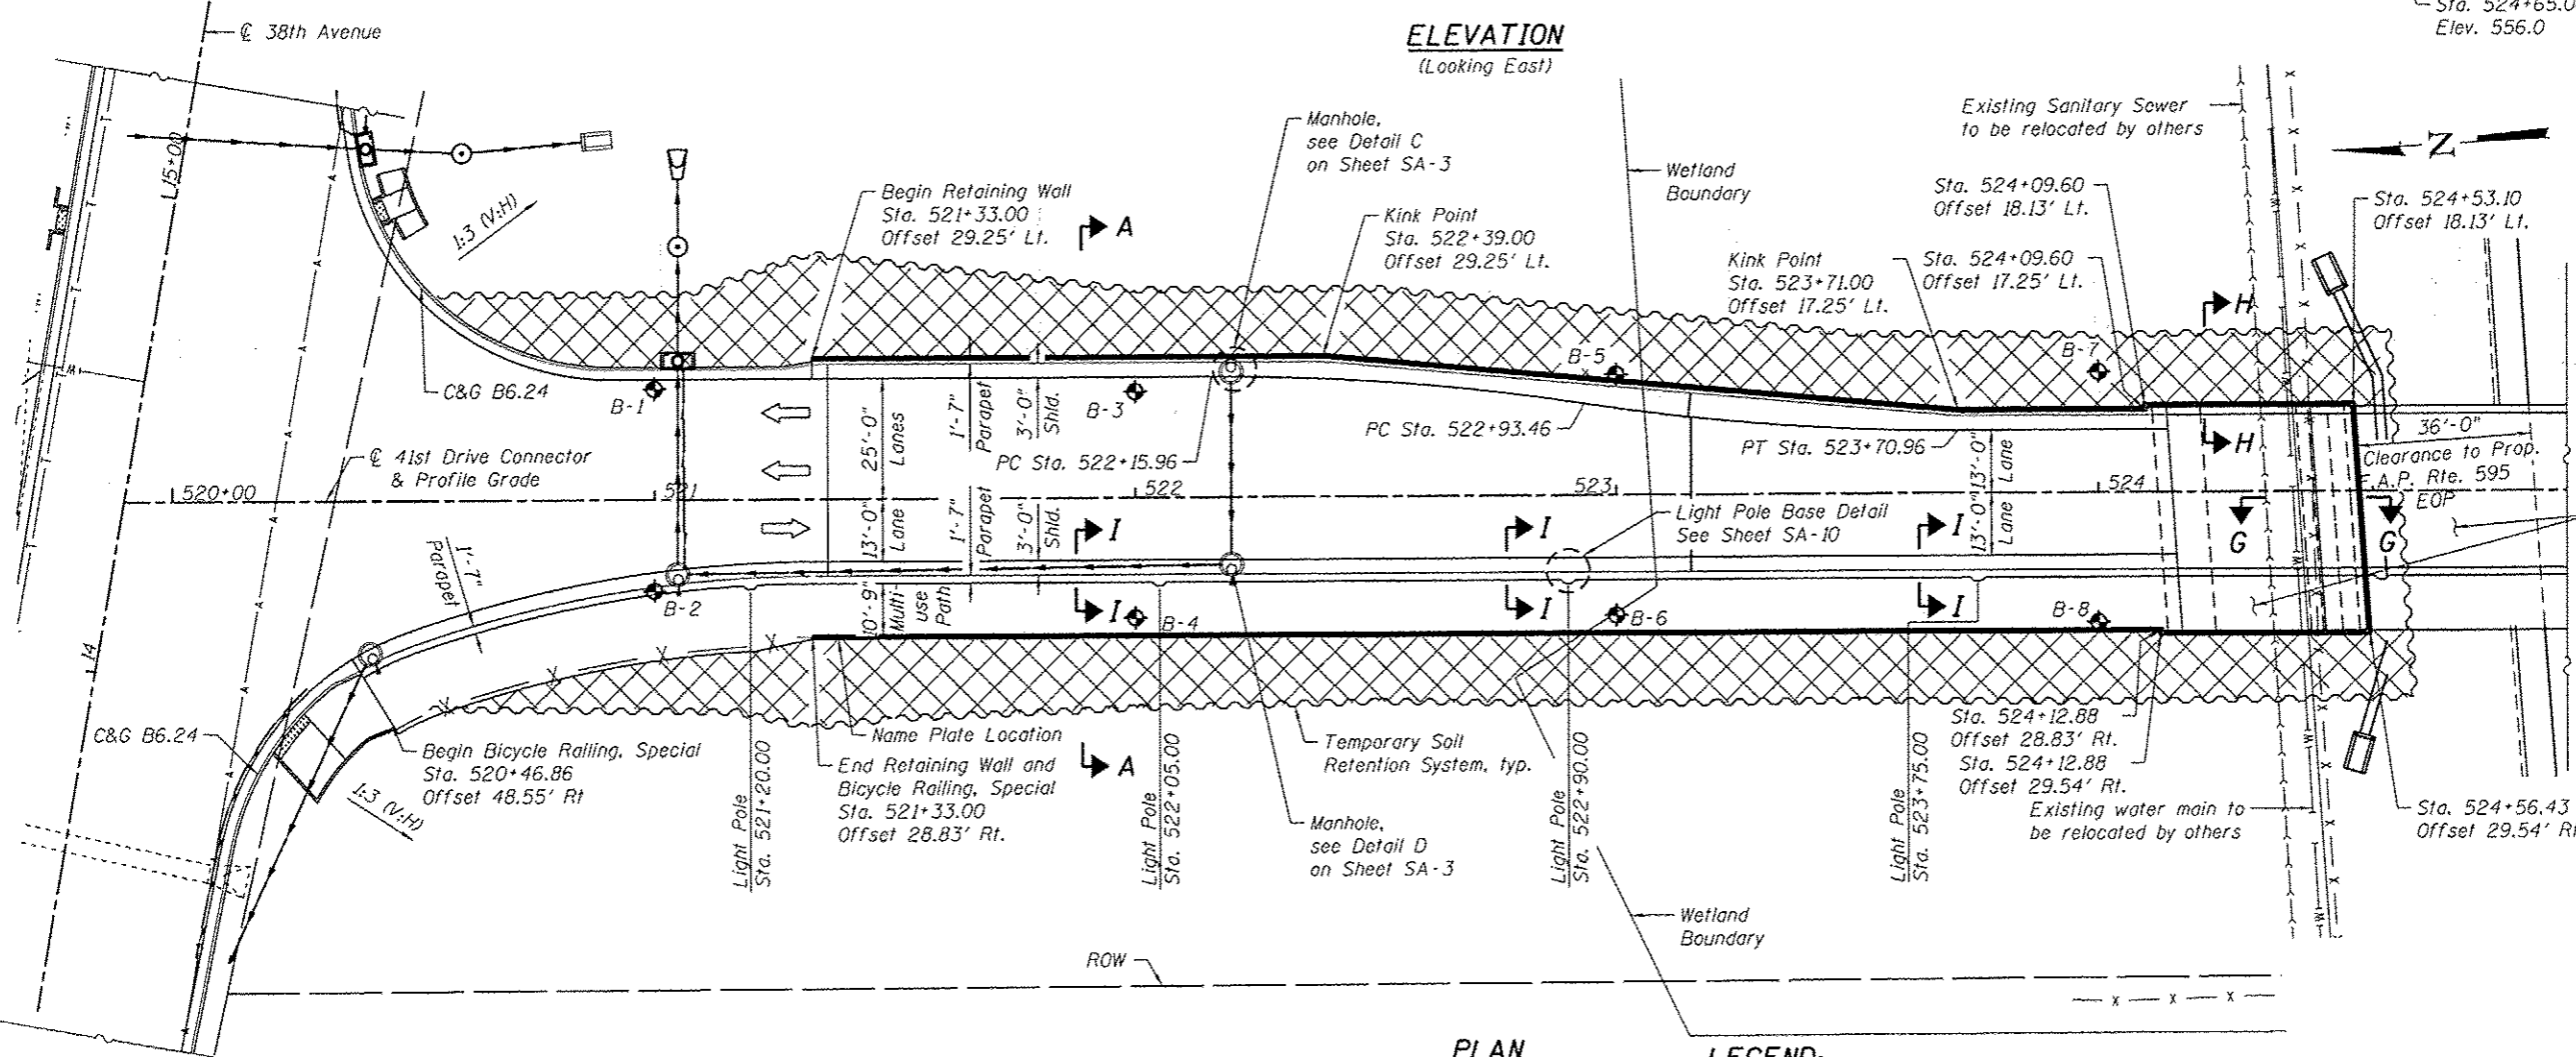 ELEVATION
(Looking East)
Sta. 524+65.0
Elev. 556.0
℄ 38th Avenue
L15+00
1:3 (V:H)
Begin Retaining Wall
Sta. 521+33.00
Offset 29.25' Lt.
A
Manhole,
see Detail C
on Sheet SA-3
Kink Point
Sta. 522+39.00
Offset 29.25' Lt.
Wetland
Boundary
Existing Sanitary Sewer
to be relocated by others
Z
Sta. 524+09.60
Offset 18.13' Lt.
Sta. 524+53.10
Offset 18.13' Lt.
Kink Point
Sta. 523+71.00
Offset 17.25' Lt.
Sta. 524+09.60
Offset 17.25' Lt.
H
H
C&G B6.24
B-1
B-3
B-5
B-7
25'-0"
Lanes
1'-7"
Parapet
3'-0"
Shld.
PC Sta. 522+15.96
PC Sta. 522+93.46
PT Sta. 523+70.96
36'-0"
Clearance to Prop.
F.A.P. Rte. 595
EOP
℄ 41st Drive Connector
& Profile Grade
520+00
521
522
523
524
13'-0"
Lane
1'-7"
Parapet
3'-0"
Shld.
13'-0"
Lane
13'-0"
Lane
I
I
I
Light Pole Base Detail
See Sheet SA-10
G
G
1'-7"
Parapet
10'-9"
Multi-
use
Path
B-2
B-4
B-6
B-8
I
I
I
14
C&G B6.24
Begin Bicycle Railing, Special
Sta. 520+46.86
Offset 48.55' Rt
1:3 (V:H)
Name Plate Location
End Retaining Wall and
Bicycle Railing, Special
Sta. 521+33.00
Offset 28.83' Rt.
A
Temporary Soil
Retention System, typ.
Manhole,
see Detail D
on Sheet SA-3
Light Pole
Sta. 521+20.00
Light Pole
Sta. 522+05.00
Light Pole
Sta. 522+90.00
Light Pole
Sta. 523+75.00
Sta. 524+12.88
Offset 28.83' Rt.
Sta. 524+12.88
Offset 29.54' Rt.
Existing water main to
be relocated by others
Sta. 524+56.43
Offset 29.54' Rt
Wetland
Boundary
ROW
PLAN
LEGEND: